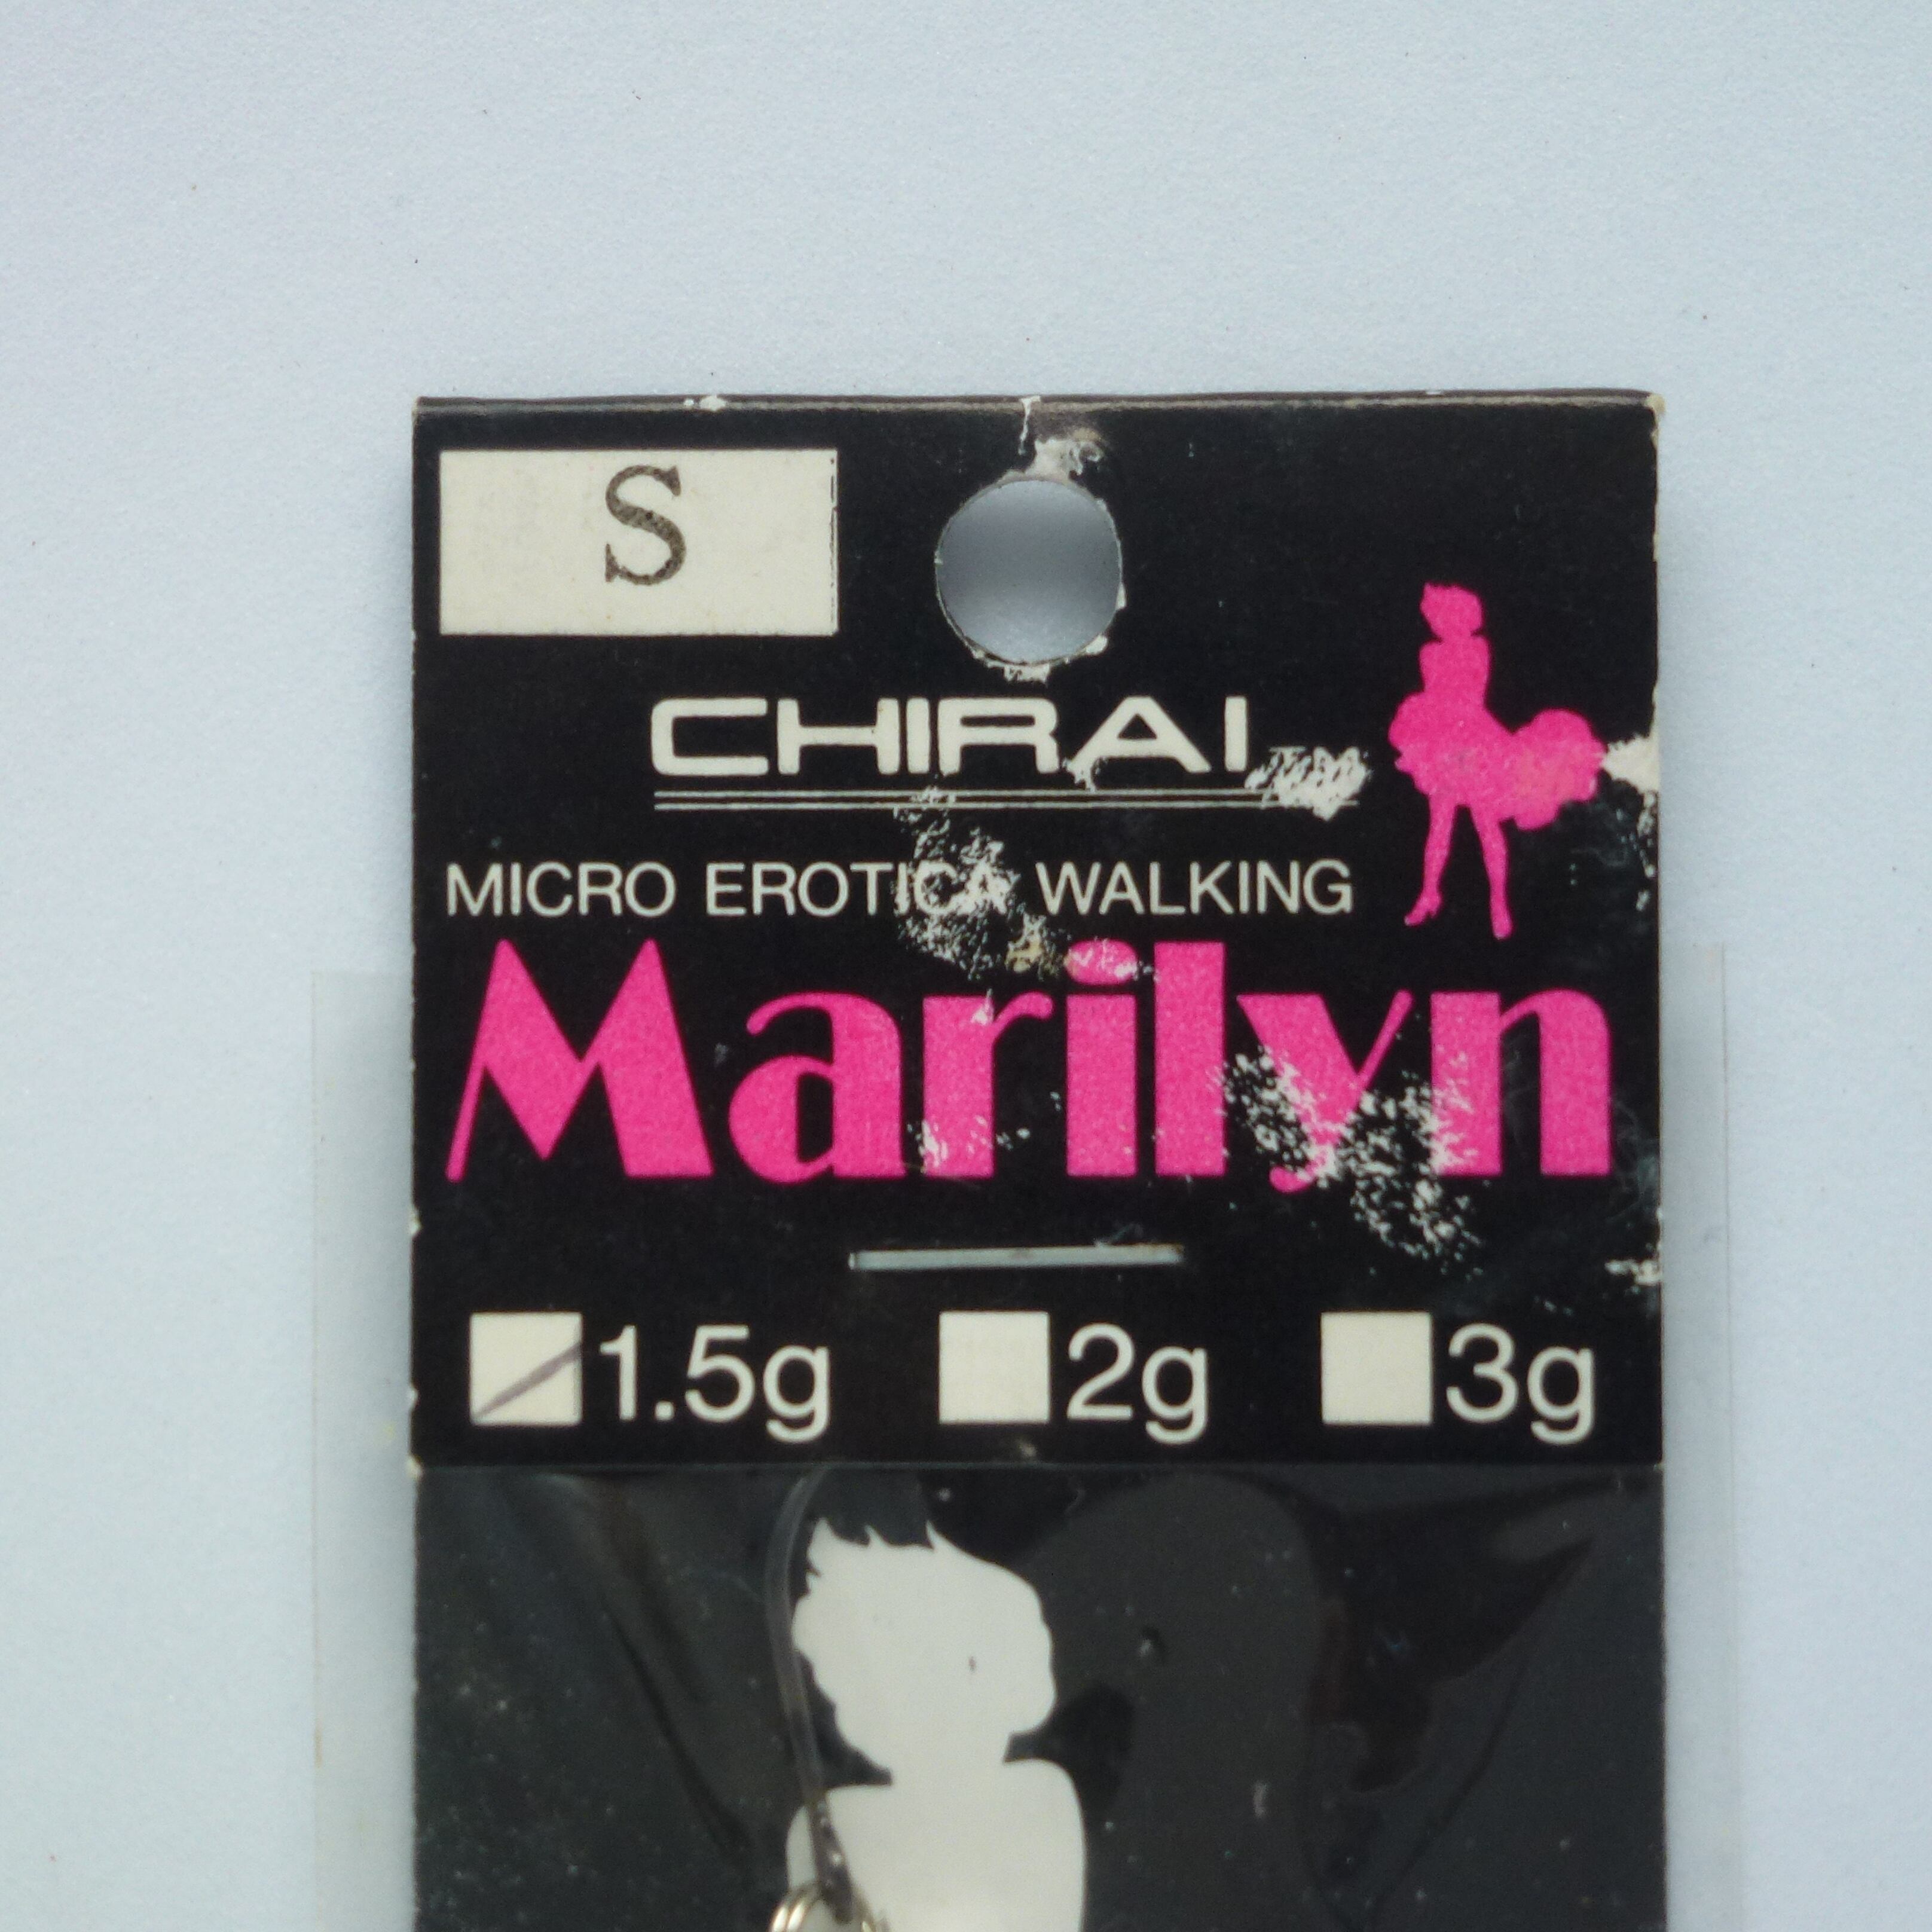 S
CHIRAI
MICRO EROTICA WALKING
Marilyn
1.5g 2g 3g